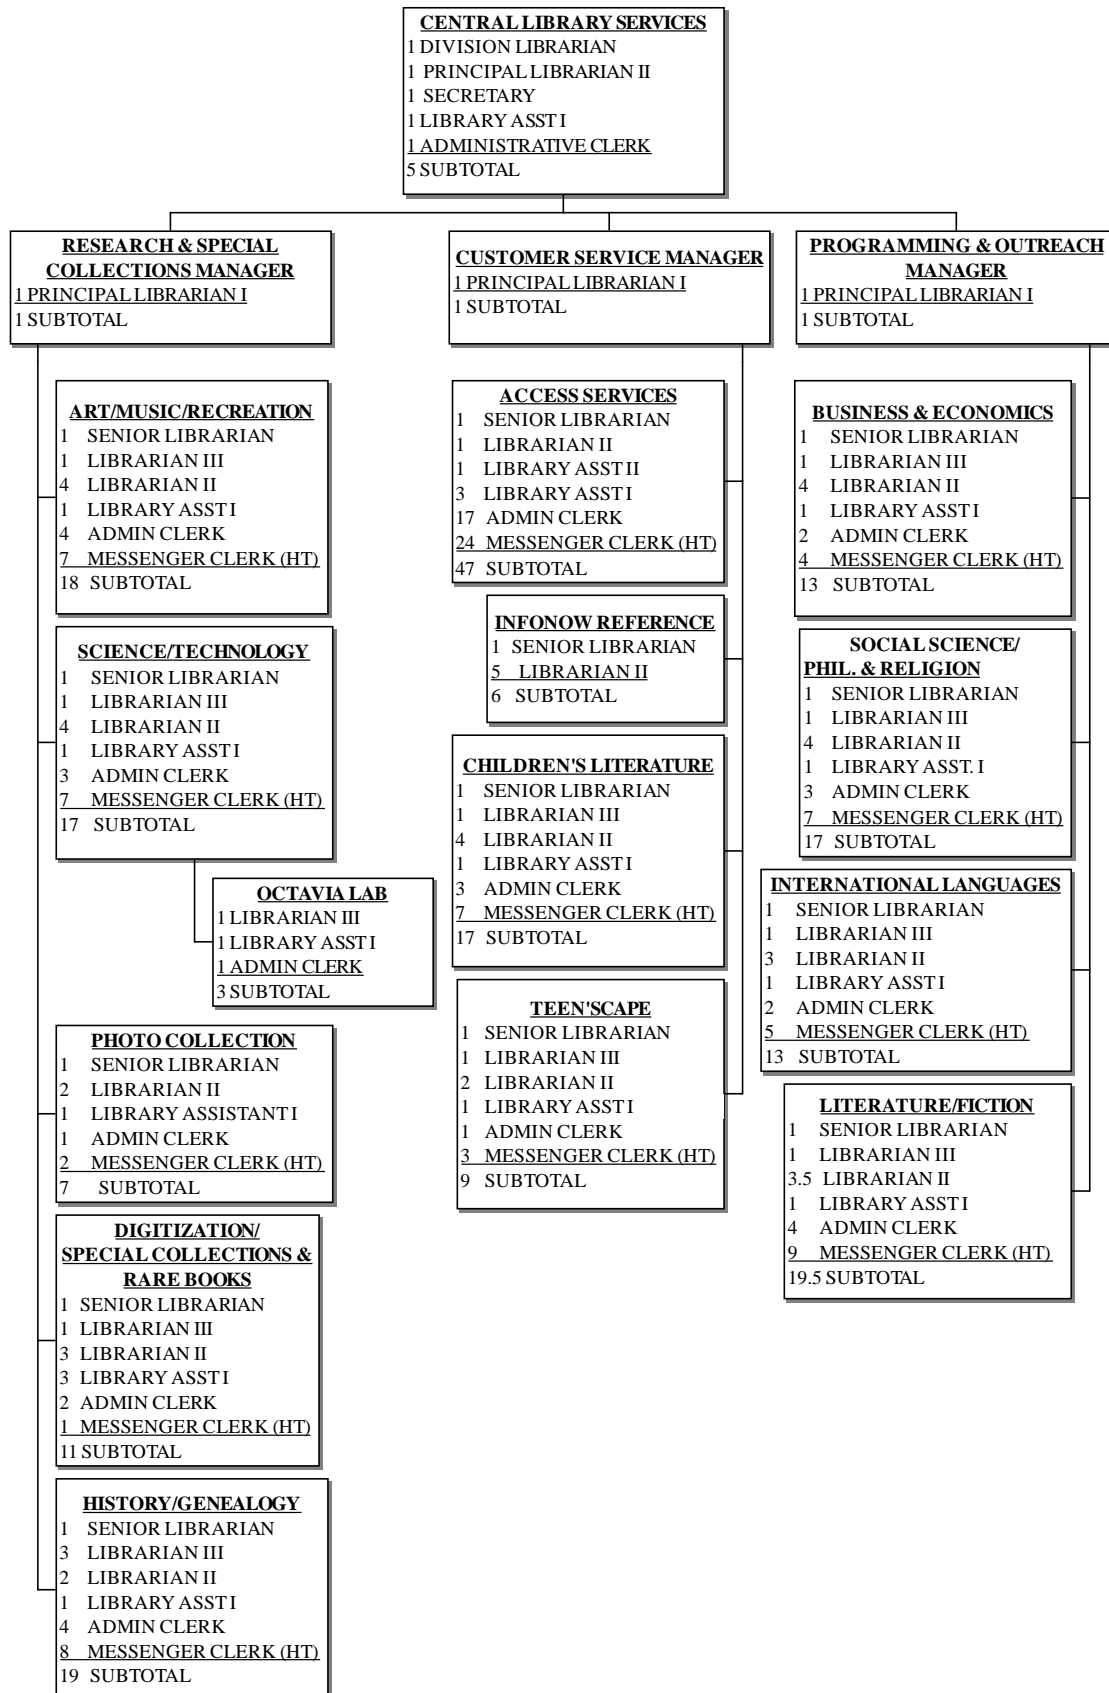 CENTRAL LIBRARY SERVICES
1 DIVISION LIBRARIAN
1 PRINCIPAL LIBRARIAN II
1 SECRETARY
1 LIBRARY ASST I
1 ADMINISTRATIVE CLERK
5 SUBTOTAL
RESEARCH & SPECIAL
COLLECTIONS MANAGER
1 PRINCIPAL LIBRARIAN I
1 SUBTOTAL
ART/MUSIC/RECREATION
1 SENIOR LIBRARIAN
1 LIBRARIAN III
4 LIBRARIAN II
1 LIBRARY ASST I
4 ADMIN CLERK
7 MESSENGER CLERK (HT)
18 SUBTOTAL
SCIENCE/TECHNOLOGY
1 SENIOR LIBRARIAN
1 LIBRARIAN III
4 LIBRARIAN II
1 LIBRARY ASST I
3 ADMIN CLERK
7 MESSENGER CLERK (HT)
17 SUBTOTAL
OCTAVIA LAB
1 LIBRARIAN III
1 LIBRARY ASST I
1 ADMIN CLERK
3 SUBTOTAL
PHOTO COLLECTION
1 SENIOR LIBRARIAN
2 LIBRARIAN II
1 LIBRARY ASSISTANT I
1 ADMIN CLERK
2 MESSENGER CLERK (HT)
7 SUBTOTAL
DIGITIZATION/
SPECIAL COLLECTIONS &
RARE BOOKS
1 SENIOR LIBRARIAN
1 LIBRARIAN III
3 LIBRARIAN II
3 LIBRARY ASST I
2 ADMIN CLERK
1 MESSENGER CLERK (HT)
11 SUBTOTAL
HISTORY/GENEALOGY
1 SENIOR LIBRARIAN
3 LIBRARIAN III
2 LIBRARIAN II
1 LIBRARY ASST I
4 ADMIN CLERK
8 MESSENGER CLERK (HT)
19 SUBTOTAL
CUSTOMER SERVICE MANAGER
1 PRINCIPAL LIBRARIAN I
1 SUBTOTAL
ACCESS SERVICES
1 SENIOR LIBRARIAN
1 LIBRARIAN II
1 LIBRARY ASST II
3 LIBRARY ASST I
17 ADMIN CLERK
24 MESSENGER CLERK (HT)
47 SUBTOTAL
INFONOW REFERENCE
1 SENIOR LIBRARIAN
5 LIBRARIAN II
6 SUBTOTAL
CHILDREN'S LITERATURE
1 SENIOR LIBRARIAN
1 LIBRARIAN III
4 LIBRARIAN II
1 LIBRARY ASST I
3 ADMIN CLERK
7 MESSENGER CLERK (HT)
17 SUBTOTAL
TEEN'SCAPE
1 SENIOR LIBRARIAN
1 LIBRARIAN III
2 LIBRARIAN II
1 LIBRARY ASST I
1 ADMIN CLERK
3 MESSENGER CLERK (HT)
9 SUBTOTAL
PROGRAMMING & OUTREACH
MANAGER
1 PRINCIPAL LIBRARIAN I
1 SUBTOTAL
BUSINESS & ECONOMICS
1 SENIOR LIBRARIAN
1 LIBRARIAN III
4 LIBRARIAN II
1 LIBRARY ASST I
2 ADMIN CLERK
4 MESSENGER CLERK (HT)
13 SUBTOTAL
SOCIAL SCIENCE/
PHIL. & RELIGION
1 SENIOR LIBRARIAN
1 LIBRARIAN III
4 LIBRARIAN II
1 LIBRARY ASST. I
3 ADMIN CLERK
7 MESSENGER CLERK (HT)
17 SUBTOTAL
INTERNATIONAL LANGUAGES
1 SENIOR LIBRARIAN
1 LIBRARIAN III
3 LIBRARIAN II
1 LIBRARY ASST I
2 ADMIN CLERK
5 MESSENGER CLERK (HT)
13 SUBTOTAL
LITERATURE/FICTION
1 SENIOR LIBRARIAN
1 LIBRARIAN III
3.5 LIBRARIAN II
1 LIBRARY ASST I
4 ADMIN CLERK
9 MESSENGER CLERK (HT)
19.5 SUBTOTAL